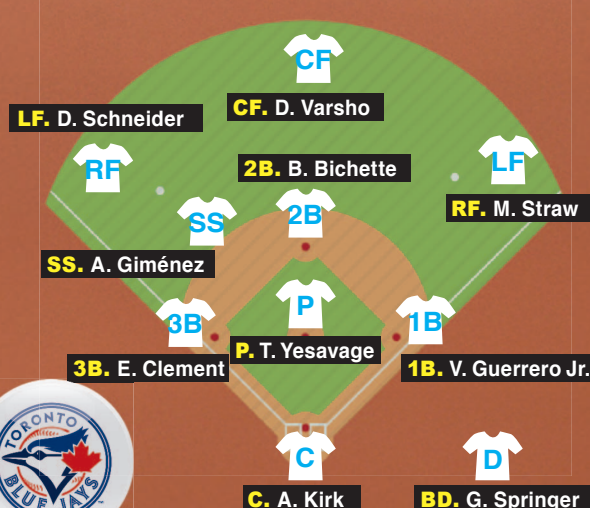 CF
CF. D. Varsho
LF. D. Schneider
RF
2B. B. Bichette
LF
RF. M. Straw
SS
2B
SS. A. Giménez
P
3B
1B
P. T. Yesavage
3B. E. Clement
1B. V. Guerrero Jr.
TORONTO
BLUE JAYS
C
D
C. A. Kirk
BD. G. Springer